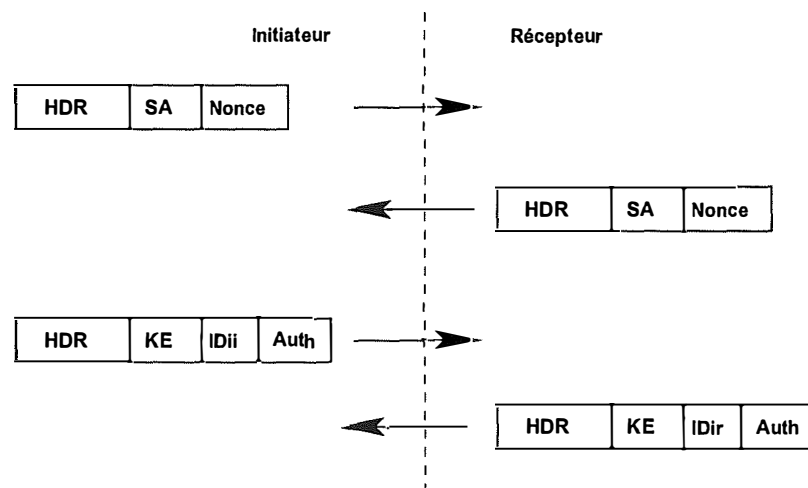 Initiateur Récepteur
HDR SA Nonce
HDR SA Nonce
HDR KE IDii Auth
HDR KE IDir Auth